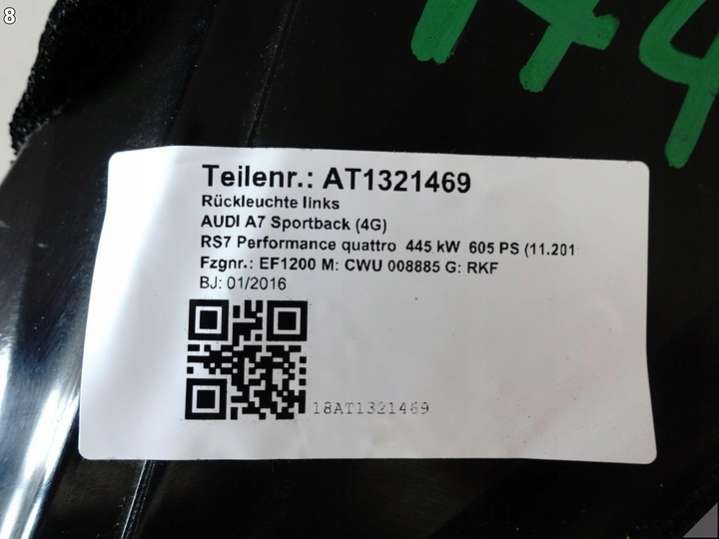 8
174
Teilenr.: AT1321469
Rückleuchte links
AUDI A7 Sportback (4G)
RS7 Performance quattro 445 kW 605 PS (11.201
Fzgnr.: EF1200 M: CWU 008885 G: RKF
BJ: 01/2016
18AT1321469